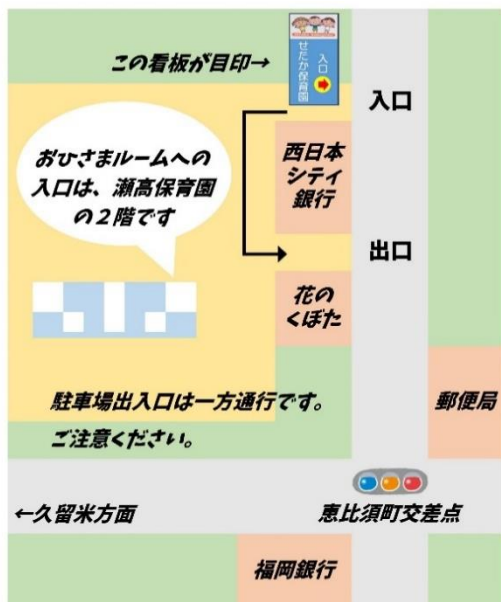 この看板が目印→
せたか保育園
入口
入口
おひさまルームへの
入口は、瀬高保育園
の2階です
西日本
シティ
銀行
出口
花の
くぼた
駐車場出入口は一方通行です。
ご注意ください。
郵便局
←久留米方面
恵比須町交差点
福岡銀行